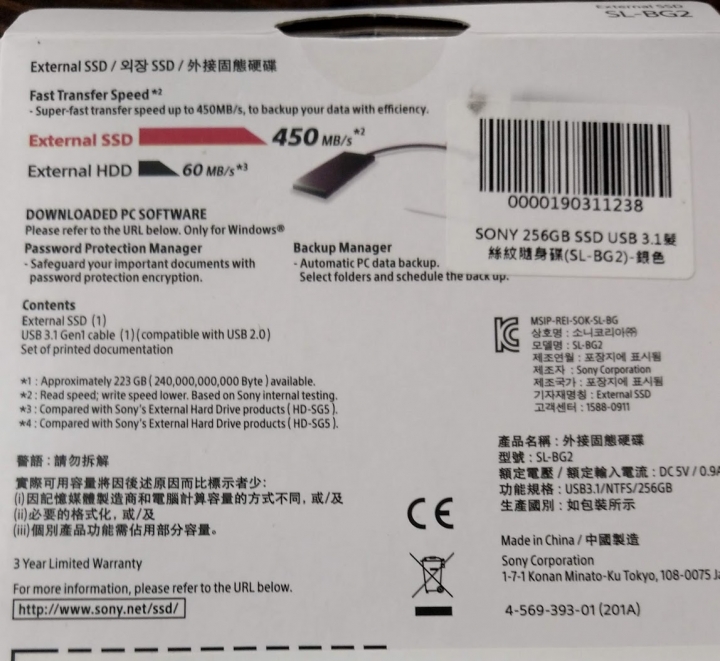 External SSD
SL-BG2
External SSD / 외장 SSD / 外接固態硬碟
Fast Transfer Speed *2
- Super-fast transfer speed up to 450MB/s, to backup your data with efficiency.
External SSD 450 MB/s*2
External HDD 60 MB/s*3
0000190311238
SONY 256GB SSD USB 3.1髮
絲紋隨身碟(SL-BG2)-銀色
DOWNLOADED PC SOFTWARE
Please refer to the URL below. Only for Windows®
Password Protection Manager
- Safeguard your important documents with
password protection encryption.
Backup Manager
- Automatic PC data backup.
Select folders and schedule the back up.
Contents
External SSD (1)
USB 3.1 Gen1 cable (1) (compatible with USB 2.0)
Set of printed documentation
*1 : Approximately 223 GB ( 240,000,000,000 Byte ) available.
*2 : Read speed; write speed lower. Based on Sony internal testing.
*3 : Compared with Sony's External Hard Drive products ( HD-SG5 ).
*4 : Compared with Sony's External Hard Drive products ( HD-SG5 ).
MSIP-REI-SOK-SL-BG
상호명 : 소니코리아㈜
모델명 : SL-BG2
제조연월 : 포장지에 표시됨
제조자 : Sony Corporation
제조국가 : 포장지에 표시됨
기자재명칭 : External SSD
고객센터 : 1588-0911
警語 : 請勿拆解
實際可用容量將因後述原因而比標示者少:
(i)因記憶媒體製造商和電腦計算容量的方式不同, 或/及
(ii)必要的格式化, 或/及
(iii)個別產品功能需佔用部分容量。
產品名稱 : 外接固態硬碟
型號 : SL-BG2
額定電壓 / 額定輸入電流 : DC 5V / 0.9A
功能規格 : USB3.1/NTFS/256GB
生產國別 : 如包裝所示
CE
3 Year Limited Warranty
For more information, please refer to the URL below.
http://www.sony.net/ssd/
Made in China / 中國製造
Sony Corporation
1-7-1 Konan Minato-Ku Tokyo, 108-0075 Ja
4-569-393-01 (201A)